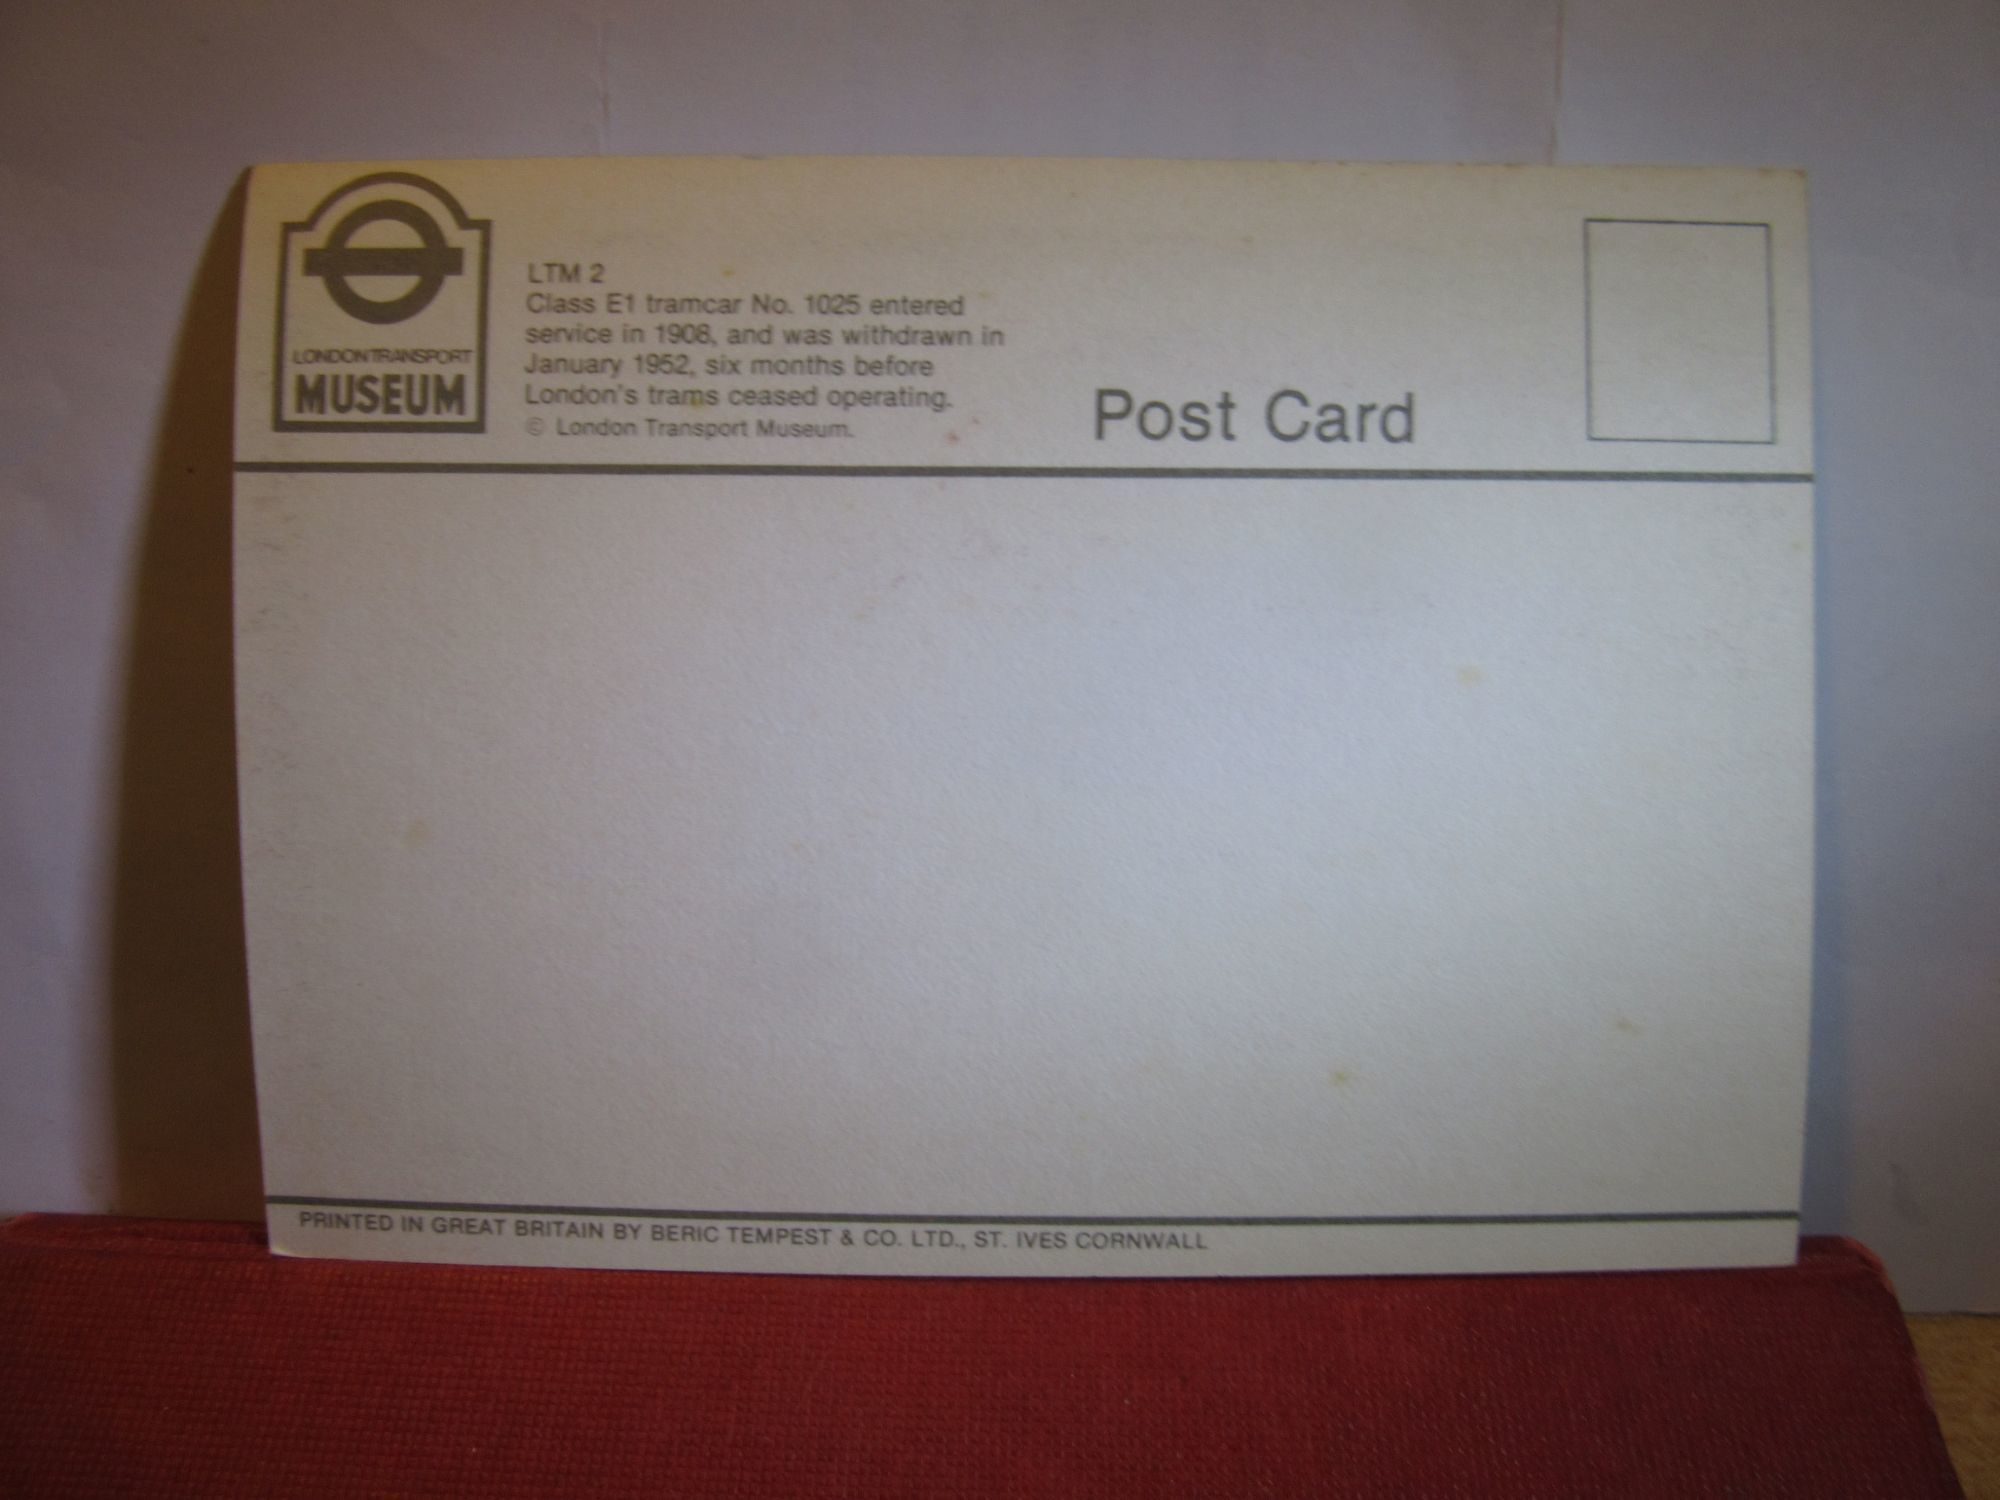 LONDON TRANSPORT
MUSEUM
LTM 2
Class E1 tramcar No. 1025 entered
service in 1908, and was withdrawn in
January 1952, six months before
London's trams ceased operating.
© London Transport Museum.
Post Card
PRINTED IN GREAT BRITAIN BY BERIC TEMPEST & CO. LTD., ST. IVES CORNWALL